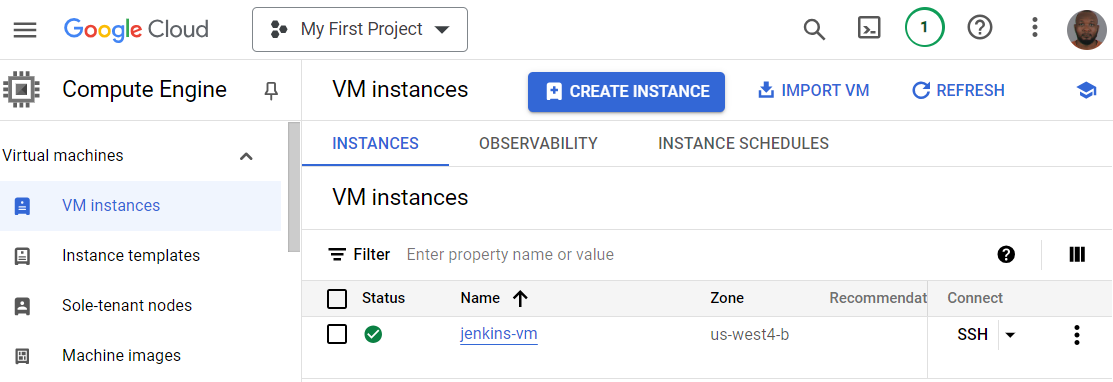 Google Cloud My First Project 1
Compute Engine
VM instances CREATE INSTANCE IMPORT VM REFRESH
INSTANCES OBSERVABILITY INSTANCE SCHEDULES
Virtual machines
VM instances
Instance templates
Sole-tenant nodes
Machine images
VM instances
Filter Enter property name or value
Status Name Zone Recommendat Connect
jenkins-vm us-west4-b SSH